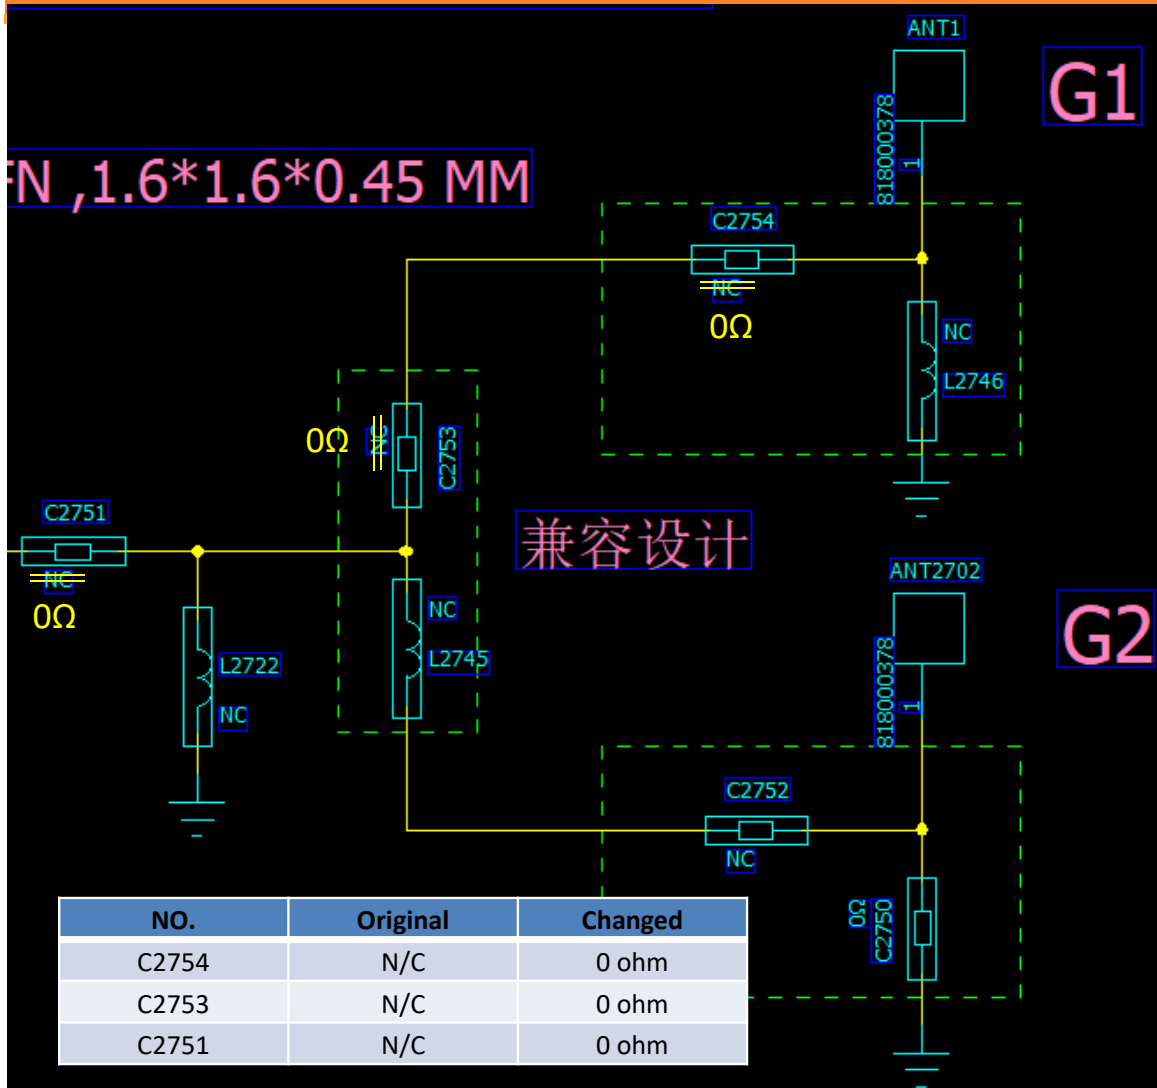 ANT1
G1
818000378
1
FN ,1.6*1.6*0.45 MM
C2754
NC
0Ω
NC
L2746
0Ω
NC
C2753
C2751
NC
0Ω
兼容设计
ANT2702
G2
818000378
1
NC
L2745
L2722
NC
C2752
NC
0Ω
C2750
NO. Original Changed
C2754 N/C 0 ohm
C2753 N/C 0 ohm
C2751 N/C 0 ohm